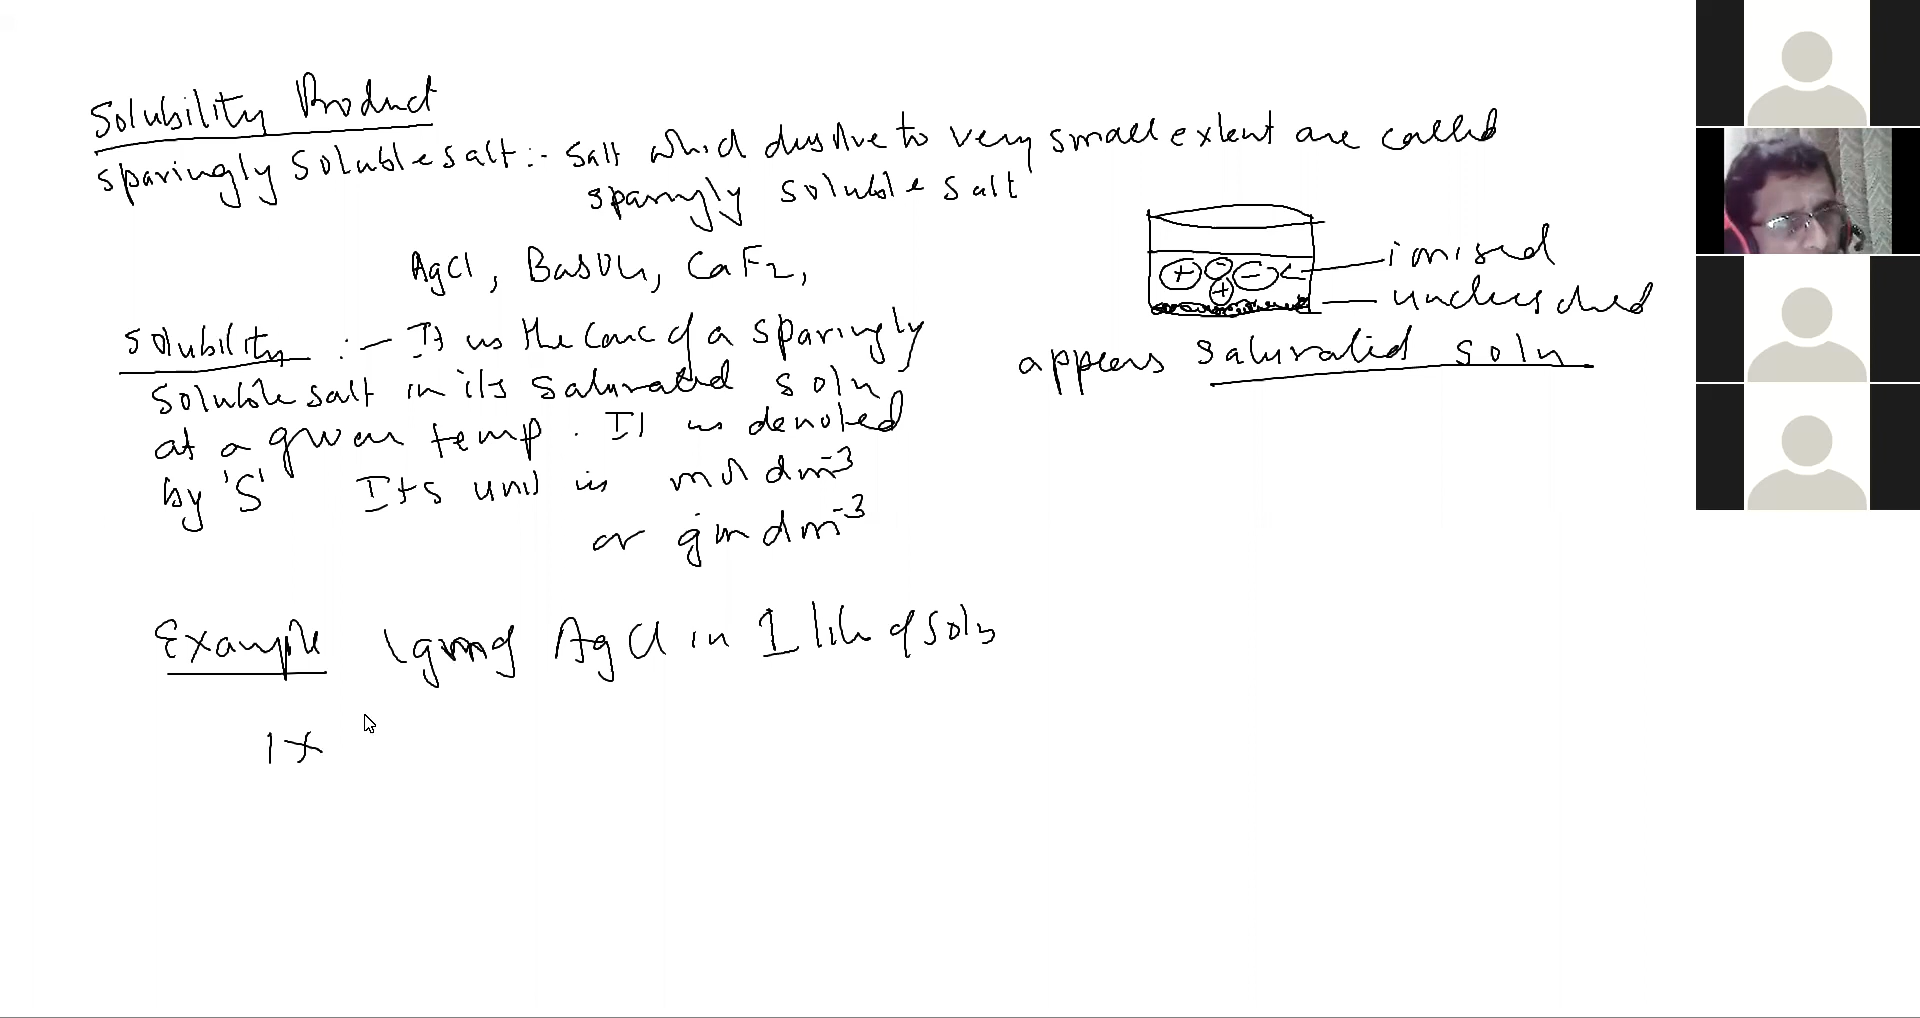 Solubility Product
Sparingly soluble salt :- Salt which dissolve to very small extent are called
sparingly soluble salt
AgCl, BaSO4, CaF2,
ionised
undissolved
appears saturated soln
Solubility :- It is the conc of a sparingly
soluble salt in its saturated soln
at a given temp. It is denoted
by 'S' Its unit is mol dm-3
or gm dm-3
Example 1gm of AgCl in 1 lit of soln
1x